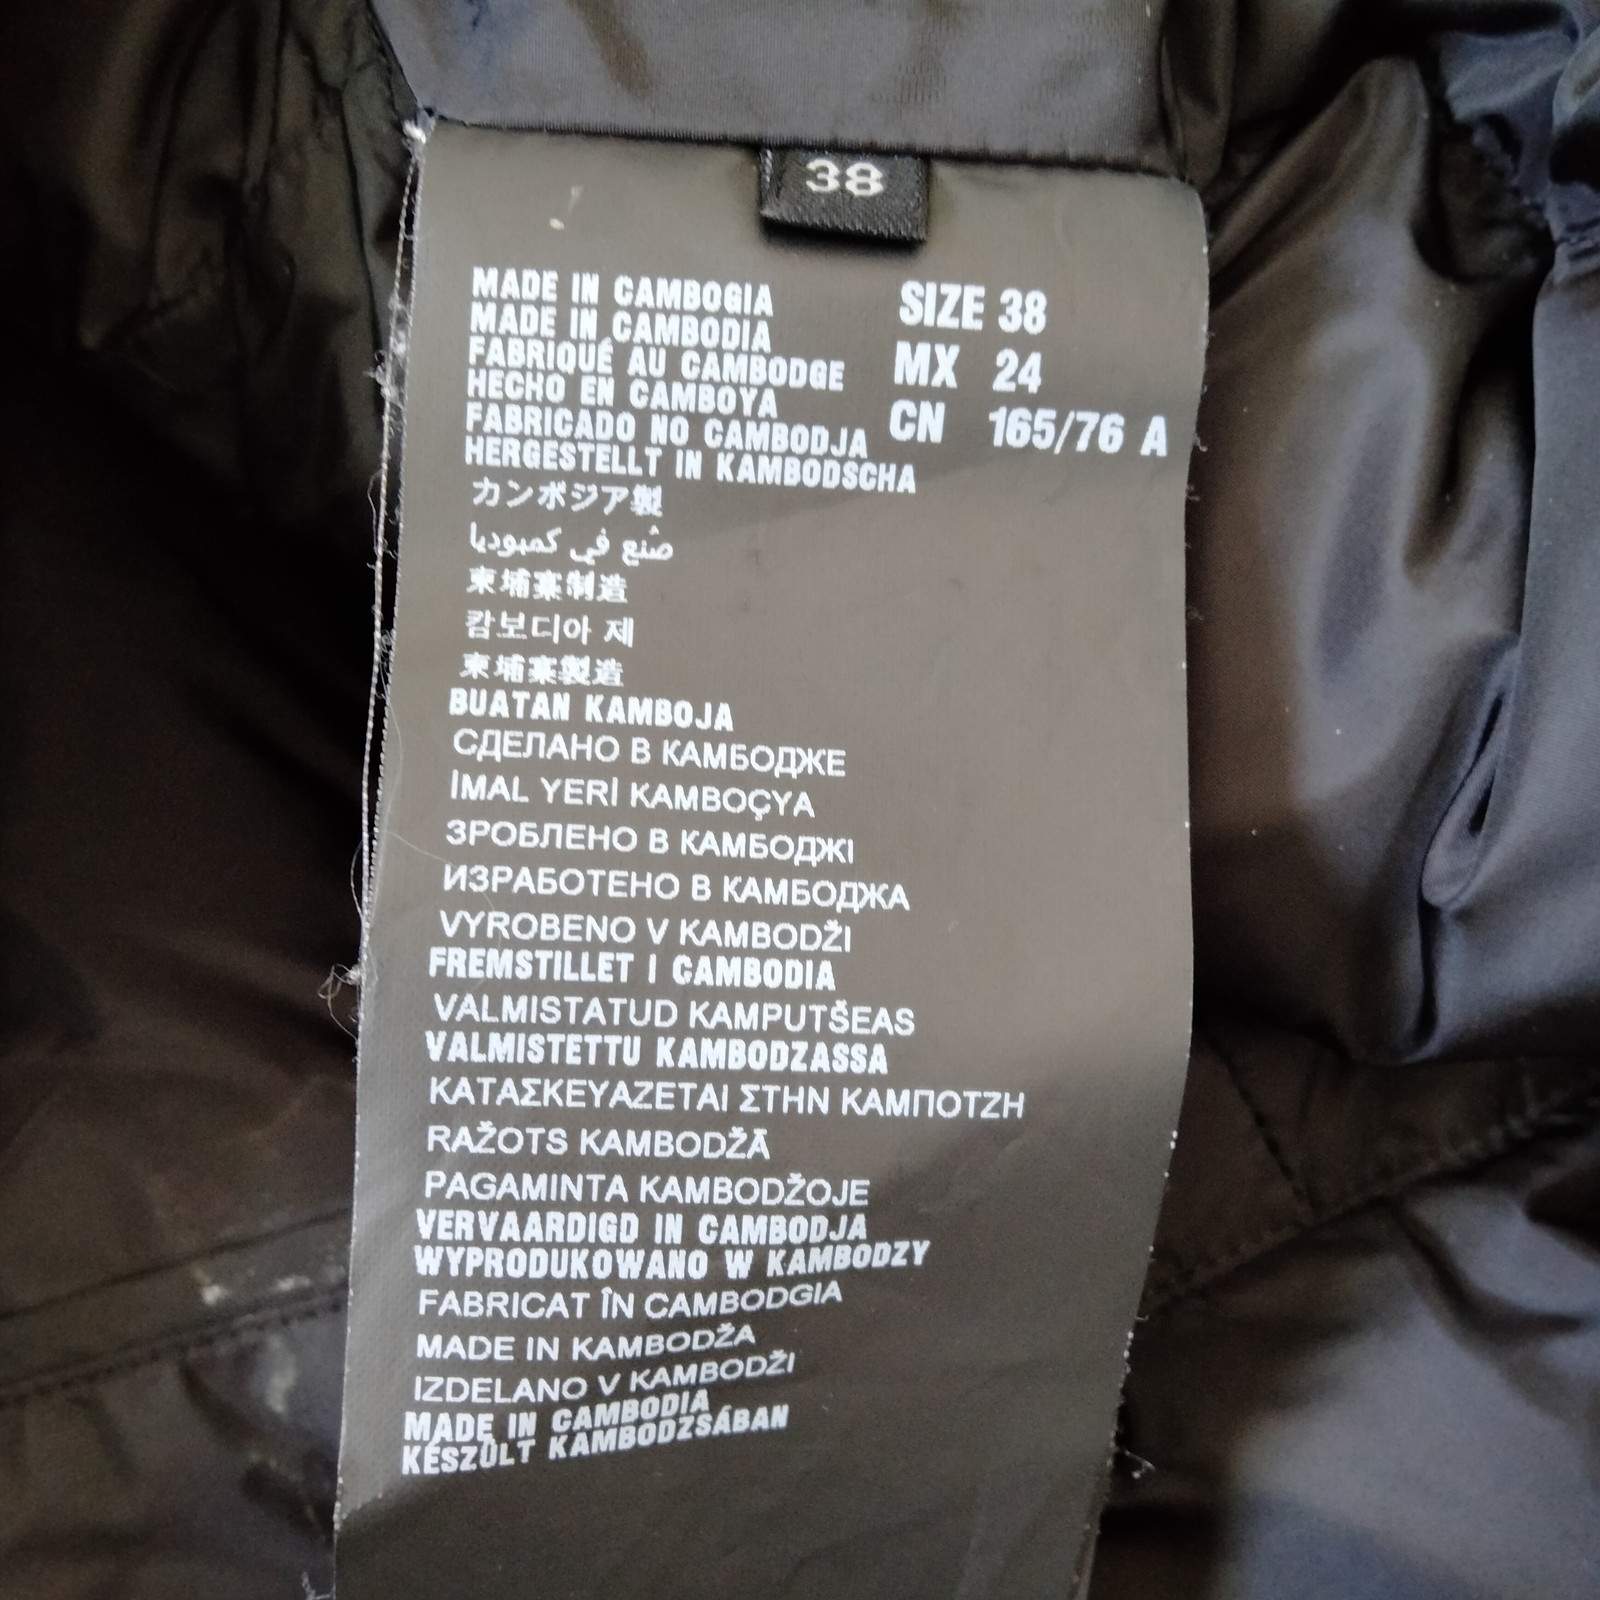 38
MADE IN CAMBOGIA
MADE IN CAMBODIA
FABRIQUÉ AU CAMBODGE
HECHO EN CAMBOYA
FABRICADO NO CAMBODJA
HERGESTELLT IN KAMBODSCHA
カンボジア製
صُنع في كمبوديا
柬埔寨制造
캄보디아 제
柬埔寨製造
BUATAN KAMBOJA
СДЕЛАНО В КАМБОДЖЕ
İMAL YERİ KAMBOÇYA
ЗРОБЛЕНО В КАМБОДЖІ
ИЗРАБОТЕНО В КАМБОДЖА
VYROBENO V KAMBODŽI
FREMSTILLET I CAMBODIA
VALMISTATUD KAMPUTŠEAS
VALMISTETTU KAMBODZASSA
ΚΑΤΑΣΚΕΥΑΖΕΤΑΙ ΣΤΗΝ ΚΑΜΠΟΤΖΗ
RAŽOTS KAMBODŽĀ
PAGAMINTA KAMBODŽOJE
VERVAARDIGD IN CAMBODJA
WYPRODUKOWANO W KAMBODZY
FABRICAT ÎN CAMBODGIA
MADE IN KAMBODŽA
IZDELANO V KAMBODŽI
MADE IN CAMBODIA
KÉSZÜLT KAMBODZSÁBAN
SIZE 38
MX 24
CN 165/76 A